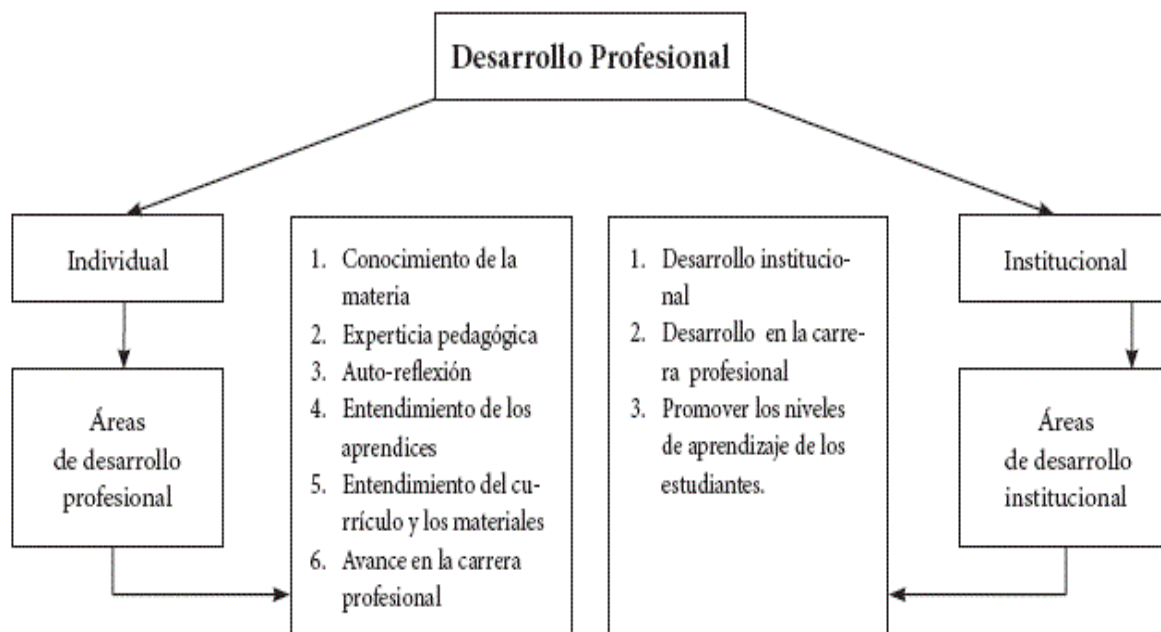 Desarrollo Profesional
Individual
Áreas
de desarrollo
profesional
1. Conocimiento de la
materia
2. Experticia pedagógica
3. Auto-reflexión
4. Entendimiento de los
aprendices
5. Entendimiento del cu-
rrículo y los materiales
6. Avance en la carrera
profesional
1. Desarrollo institucio-
nal
2. Desarrollo en la carre-
ra profesional
3. Promover los niveles
de aprendizaje de los
estudiantes.
Institucional
Áreas
de desarrollo
institucional